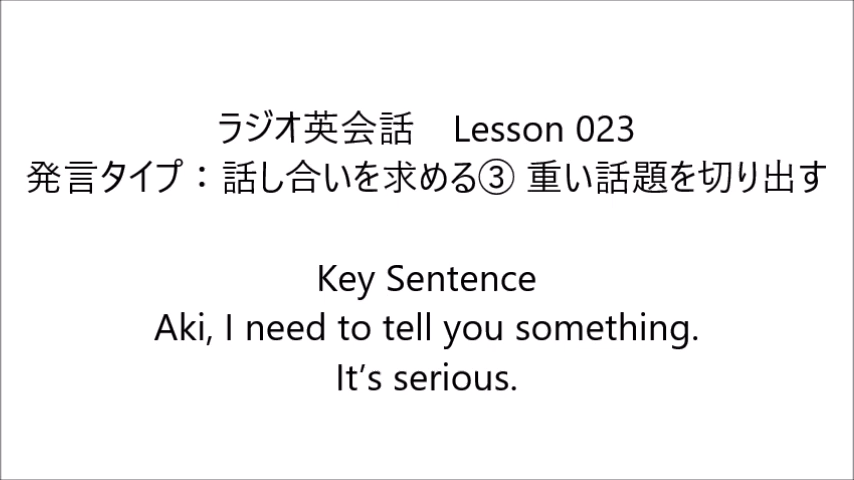 ラジオ英会話　Lesson 023
発言タイプ：話し合いを求める③ 重い話題を切り出す
Key Sentence
Aki, I need to tell you something.
It’s serious.